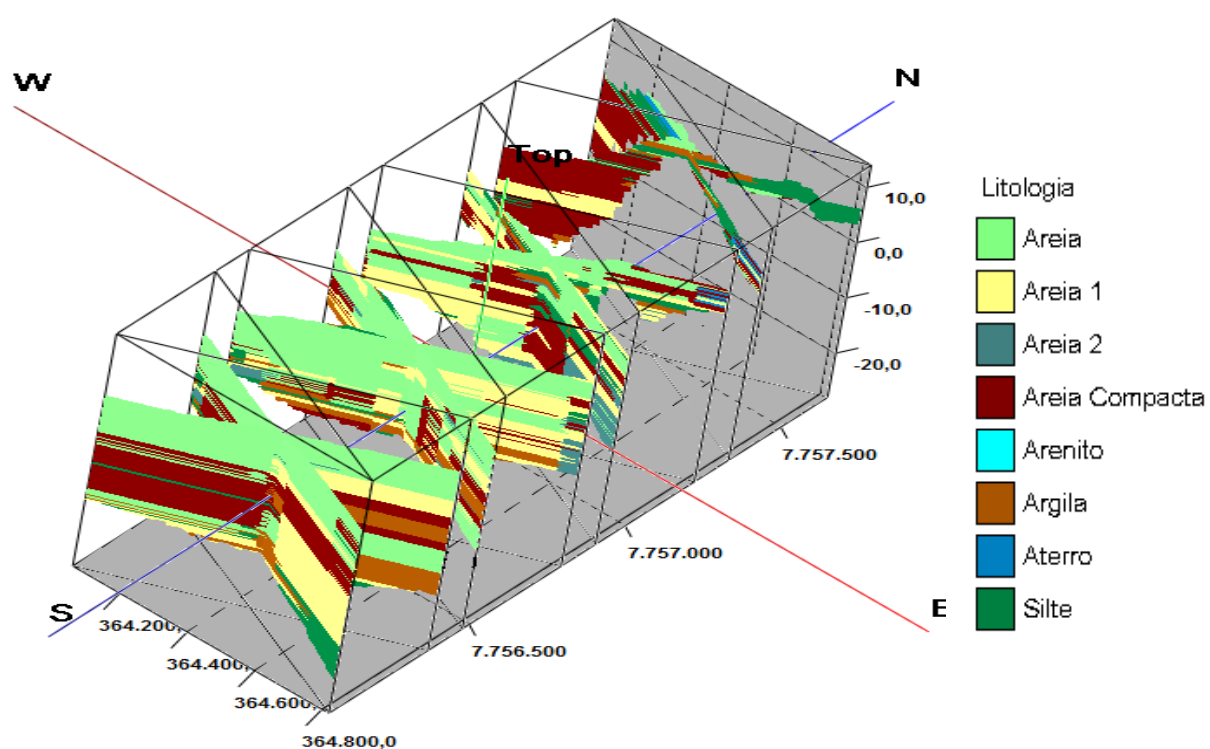 W
N
Top
10,0
0,0
-10,0
-20,0
7.757.500
7.757.000
E
S
364.200,
7.756.500
364.400,
364.600,
364.800,0
Litologia
Areia
Areia 1
Areia 2
Areia Compacta
Arenito
Argila
Aterro
Silte